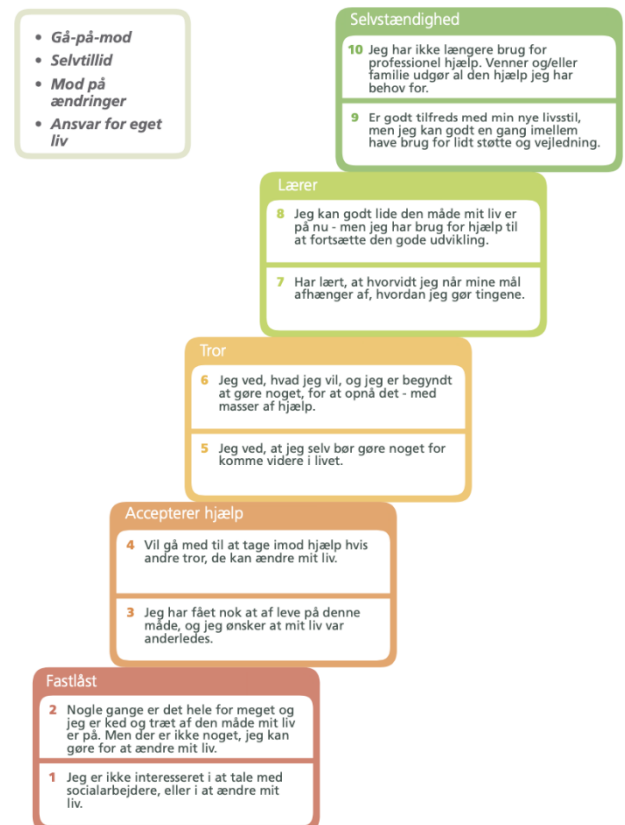 • Gå-på-mod
• Selvtillid
• Mod på
ændringer
• Ansvar for eget
liv
Selvstændighed
10 Jeg har ikke længere brug for
professionel hjælp. Venner og/eller
familie udgør al den hjælp jeg har
behov for.
9 Er godt tilfreds med min nye livsstil,
men jeg kan godt en gang imellem
have brug for lidt støtte og vejledning.
Lærer
8 Jeg kan godt lide den måde mit liv er
på nu - men jeg har brug for hjælp til
at fortsætte den gode udvikling.
7 Har lært, at hvorvidt jeg når mine mål
afhænger af, hvordan jeg gør tingene.
Tror
6 Jeg ved, hvad jeg vil, og jeg er begyndt
at gøre noget, for at opnå det - med
masser af hjælp.
5 Jeg ved, at jeg selv bør gøre noget for
komme videre i livet.
Accepterer hjælp
4 Vil gå med til at tage imod hjælp hvis
andre tror, de kan ændre mit liv.
3 Jeg har fået nok at af leve på denne
måde, og jeg ønsker at mit liv var
anderledes.
Fastlåst
2 Nogle gange er det hele for meget og
jeg er ked og træt af den måde mit liv
er på. Men der er ikke noget, jeg kan
gøre for at ændre mit liv.
1 Jeg er ikke interesseret i at tale med
socialarbejdere, eller i at ændre mit
liv.